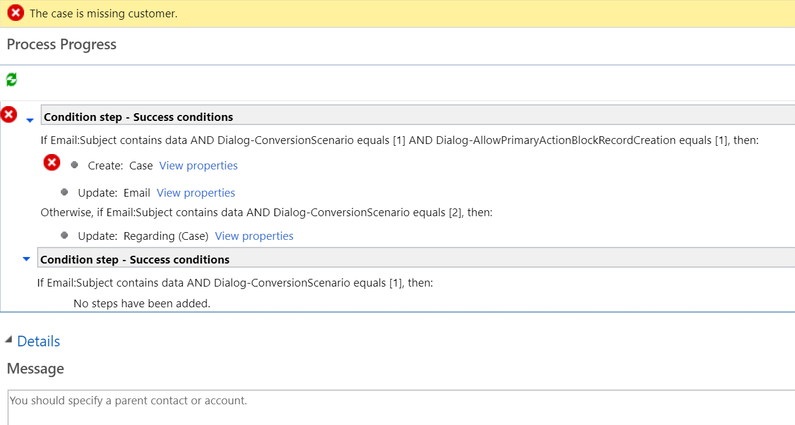 The case is missing customer.
Process Progress
Condition step - Success conditions
If Email:Subject contains data AND Dialog-ConversionScenario equals [1] AND Dialog-AllowPrimaryActionBlockRecordCreation equals [1], then:
Create: Case View properties
Update: Email View properties
Otherwise, if Email:Subject contains data AND Dialog-ConversionScenario equals [2], then:
Update: Regarding (Case) View properties
Condition step - Success conditions
If Email:Subject contains data AND Dialog-ConversionScenario equals [1], then:
No steps have been added.
Details
Message
You should specify a parent contact or account.